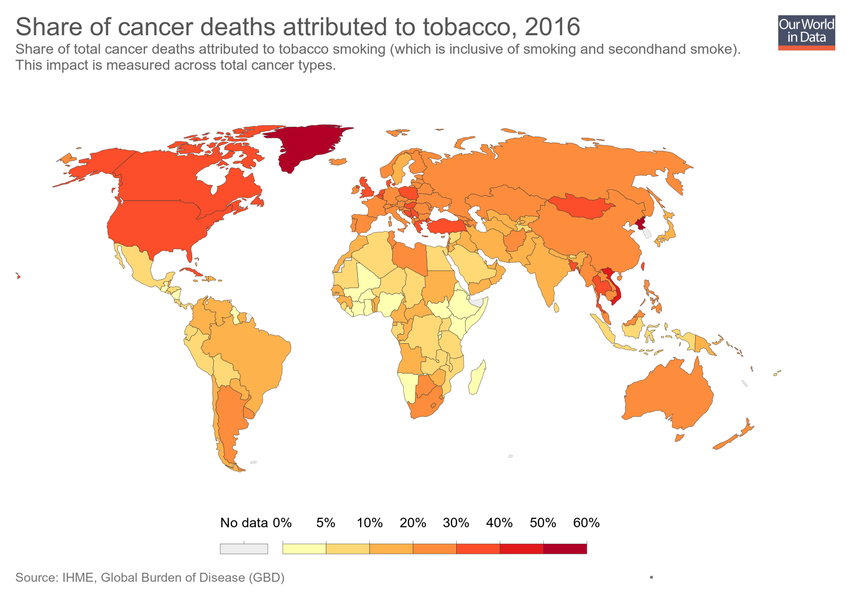 Share of cancer deaths attributed to tobacco, 2016
Our World
in Data
Share of total cancer deaths attributed to tobacco smoking (which is inclusive of smoking and secondhand smoke).
This impact is measured across total cancer types.
No data 0% 5% 10% 20% 30% 40% 50% 60%
Source: IHME, Global Burden of Disease (GBD)